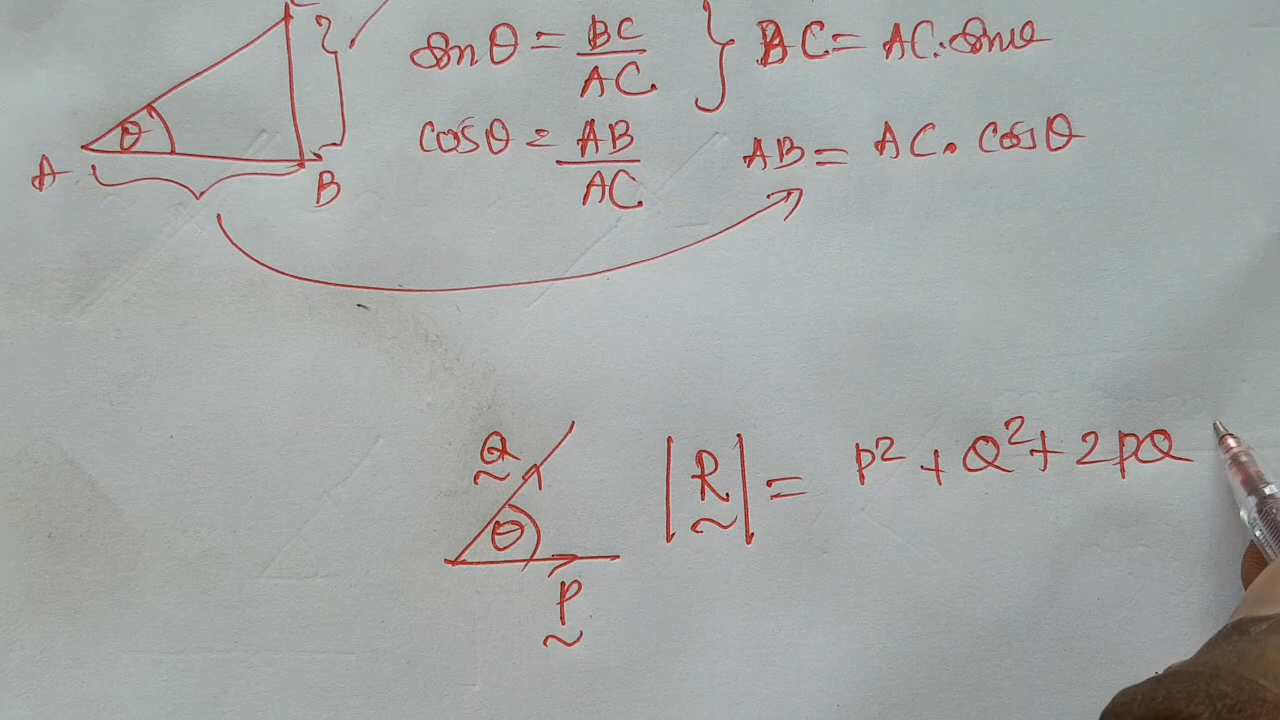 sinθ = BC/AC } BC = AC. sinθ
θ
cosθ = AB/AC AB = AC. cosθ
A B
Q |R| = P² + Q² + 2PQ
θ
P